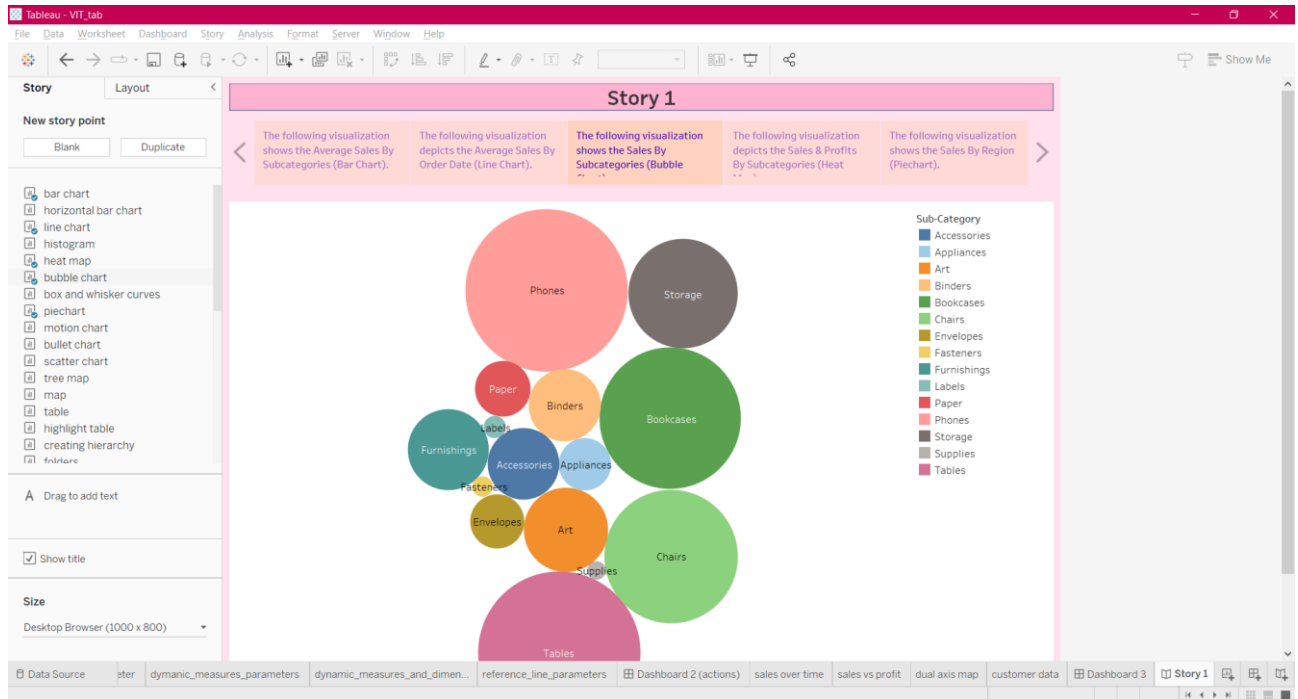 Tableau - VIT_tab
File Data Worksheet Dashboard Story Analysis Format Server Window Help
Show Me
Story Layout
New story point
Blank Duplicate
bar chart
horizontal bar chart
line chart
histogram
heat map
bubble chart
box and whisker curves
piechart
motion chart
bullet chart
scatter chart
tree map
map
table
highlight table
creating hierarchy
folders
A Drag to add text
Show title
Size
Desktop Browser (1000 x 800)
Story 1
The following visualization
shows the Average Sales By
Subcategories (Bar Chart).
The following visualization
depicts the Average Sales By
Order Date (Line Chart).
The following visualization
shows the Sales By
Subcategories (Bubble
The following visualization
depicts the Sales & Profits
By Subcategories (Heat
The following visualization
shows the Sales By Region
(Piechart).
Phones
Storage
Paper
Binders
Bookcases
Labels
Furnishings
Accessories
Appliances
Fasteners
Envelopes
Art
Chairs
Supplies
Tables
Sub-Category
Accessories
Appliances
Art
Binders
Bookcases
Chairs
Envelopes
Fasteners
Furnishings
Labels
Paper
Phones
Storage
Supplies
Tables
Data Source eter dymanic_measures_parameters dynamic_measures_and_dimen... reference_line_parameters Dashboard 2 (actions) sales over time sales vs profit dual axis map customer data Dashboard 3 Story 1